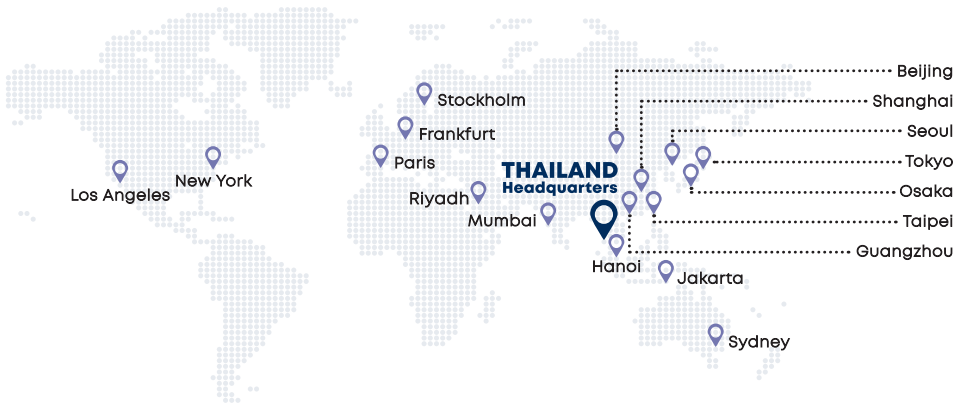 Beijing
Stockholm
Shanghai
Frankfurt
Seoul
Paris
Tokyo
THAILAND
Headquarters
New York
Los Angeles
Riyadh
Osaka
Mumbai
Taipei
Guangzhou
Hanoi
Jakarta
Sydney